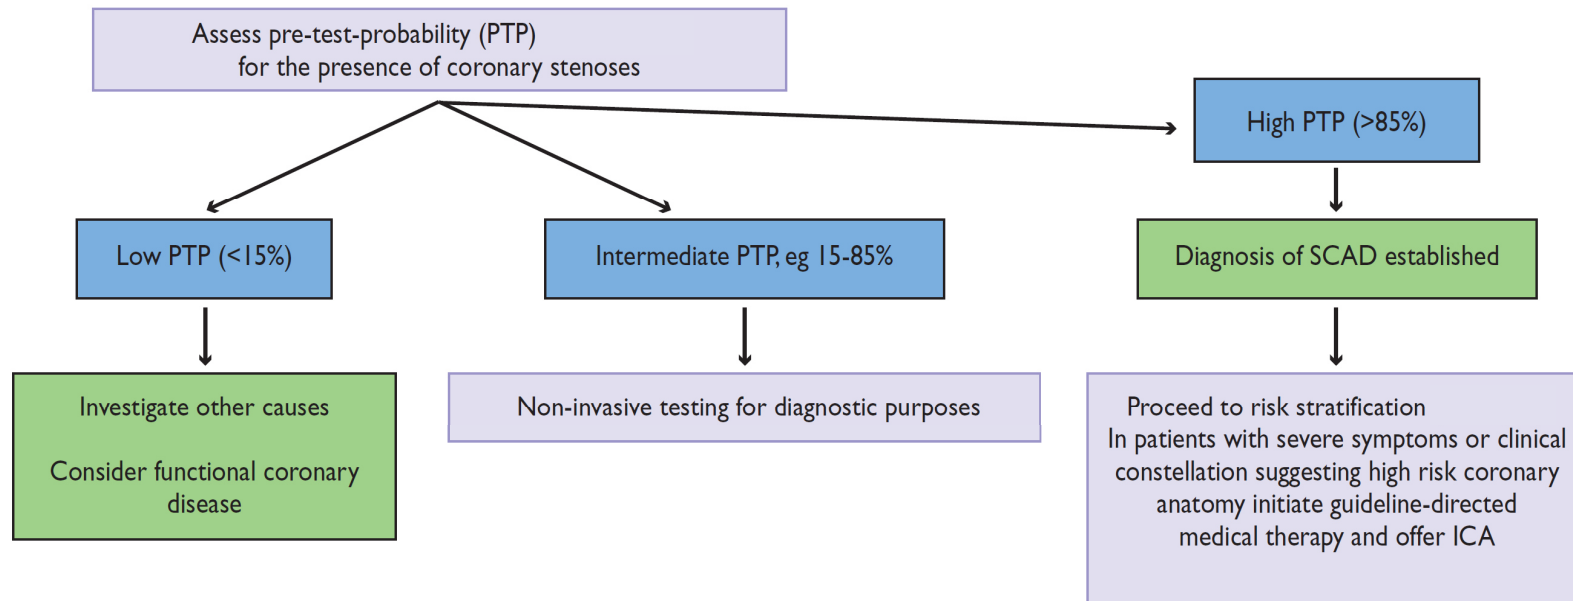 Assess pre-test-probability (PTP)
for the presence of coronary stenoses
High PTP (>85%)
Low PTP (<15%)
Intermediate PTP, eg 15-85%
Diagnosis of SCAD established
Investigate other causes
Consider functional coronary
disease
Non-invasive testing for diagnostic purposes
Proceed to risk stratification
In patients with severe symptoms or clinical
constellation suggesting high risk coronary
anatomy initiate guideline-directed
medical therapy and offer ICA